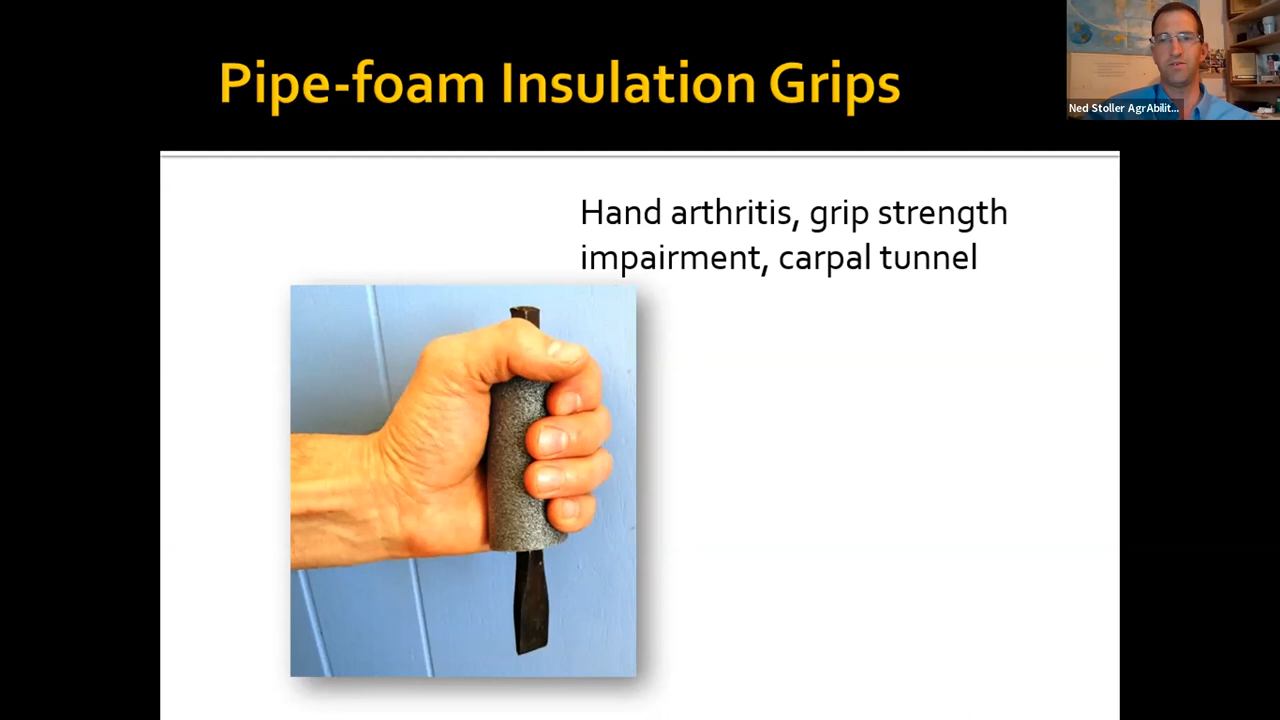 Pipe-foam Insulation Grips
Ned Stoller AgrAbilit...
Hand arthritis, grip strength
impairment, carpal tunnel